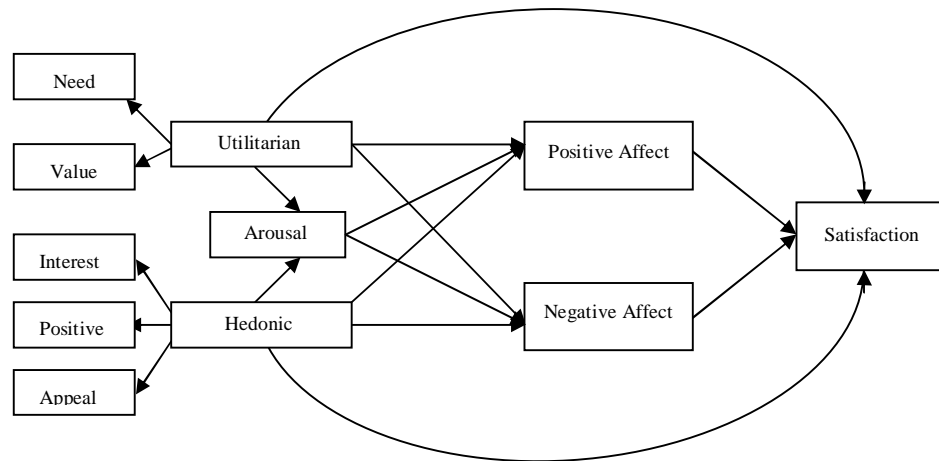 Need
Value
Utilitarian
Positive Affect
Arousal
Satisfaction
Interest
Positive
Hedonic
Negative Affect
Appeal